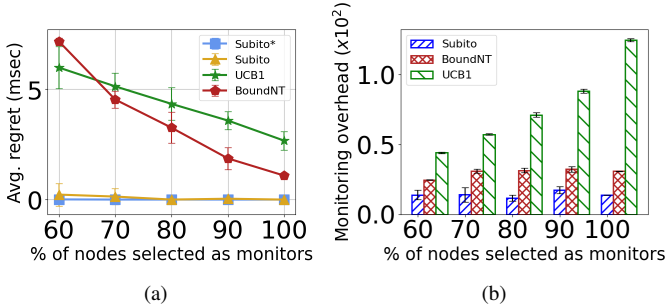 Avg. regret (msec)
5
0
Subito*
Subito
UCB1
BoundNT
60 70 80 90 100
% of nodes selected as monitors
(a)
Monitoring overhead (x10²)
1.0
0.5
0.0
Subito
BoundNT
UCB1
60 70 80 90 100
% of nodes selected as monitors
(b)